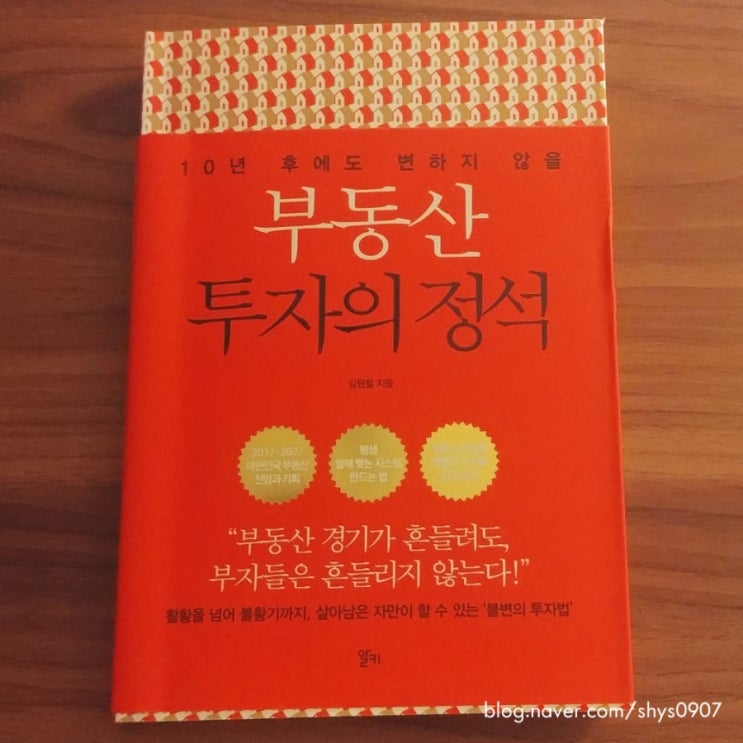 10년 후에도 변하지 않을
부동산
투자의 정석
김원철 지음
2017-2027
대한민국 부동산
전망과 기회
평생
열매 맺는 시스템
만드는 법
“부동산 경기가 흔들려도,
부자들은 흔들리지 않는다!”
활황을 넘어 불황기까지, 살아남은 자만이 할 수 있는 ‘불변의 투자법’
알키
blog.naver.com/shys0907